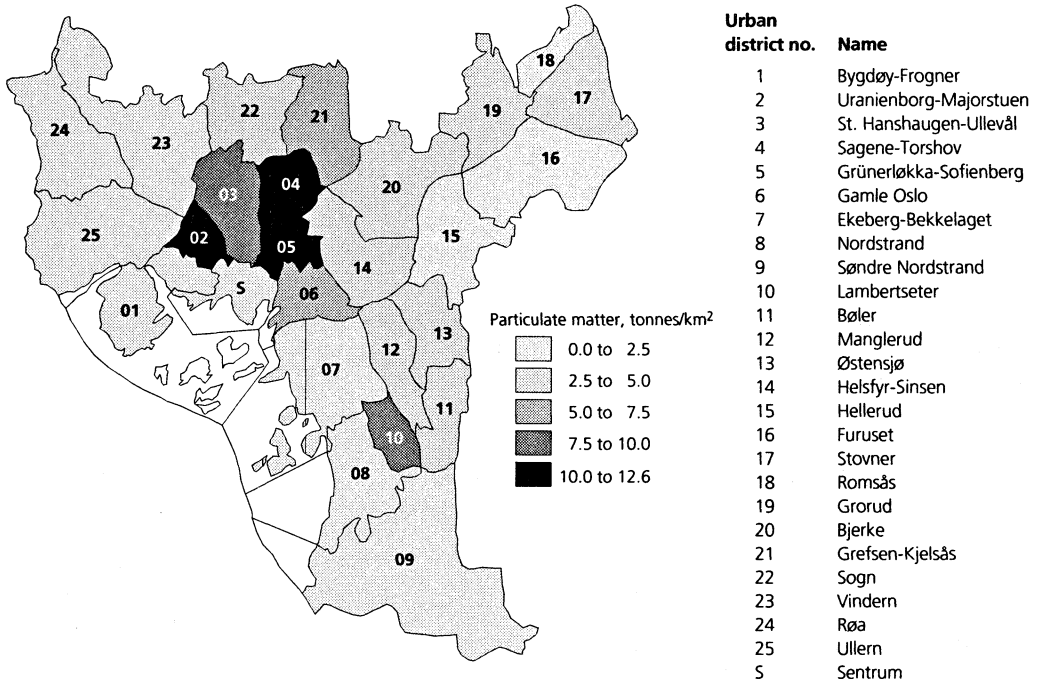 18
17
19
22
21
24
23
16
04
20
03
25
02
05
15
14
S
06
01
13
12
07
11
10
08
09
Particulate matter, tonnes/km²
0.0 to 2.5
2.5 to 5.0
5.0 to 7.5
7.5 to 10.0
10.0 to 12.6
Urban
district no. Name
1 Bygdøy-Frogner
2 Uranienborg-Majorstuen
3 St. Hanshaugen-Ullevål
4 Sagene-Torshov
5 Grünerløkka-Sofienberg
6 Gamle Oslo
7 Ekeberg-Bekkelaget
8 Nordstrand
9 Søndre Nordstrand
10 Lambertseter
11 Bøler
12 Manglerud
13 Østensjø
14 Helsfyr-Sinsen
15 Hellerud
16 Furuset
17 Stovner
18 Romsås
19 Grorud
20 Bjerke
21 Grefsen-Kjelsås
22 Sogn
23 Vindern
24 Røa
25 Ullern
S Sentrum